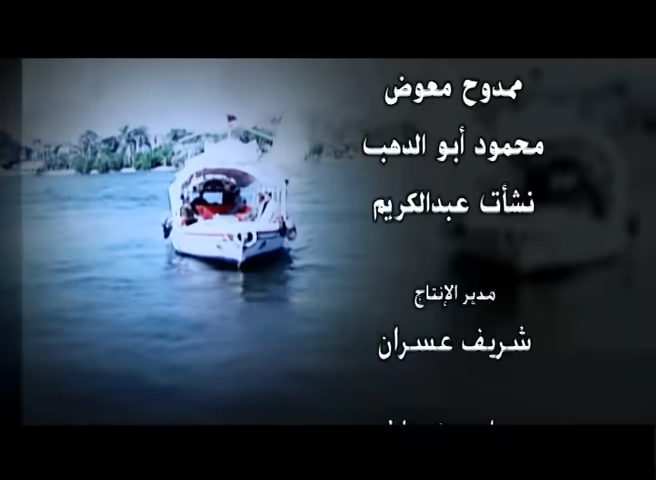 ممدوح معوض
محمود أبو الدهب
نشأت عبدالكريم
مدير الإنتاج
شريف عسران